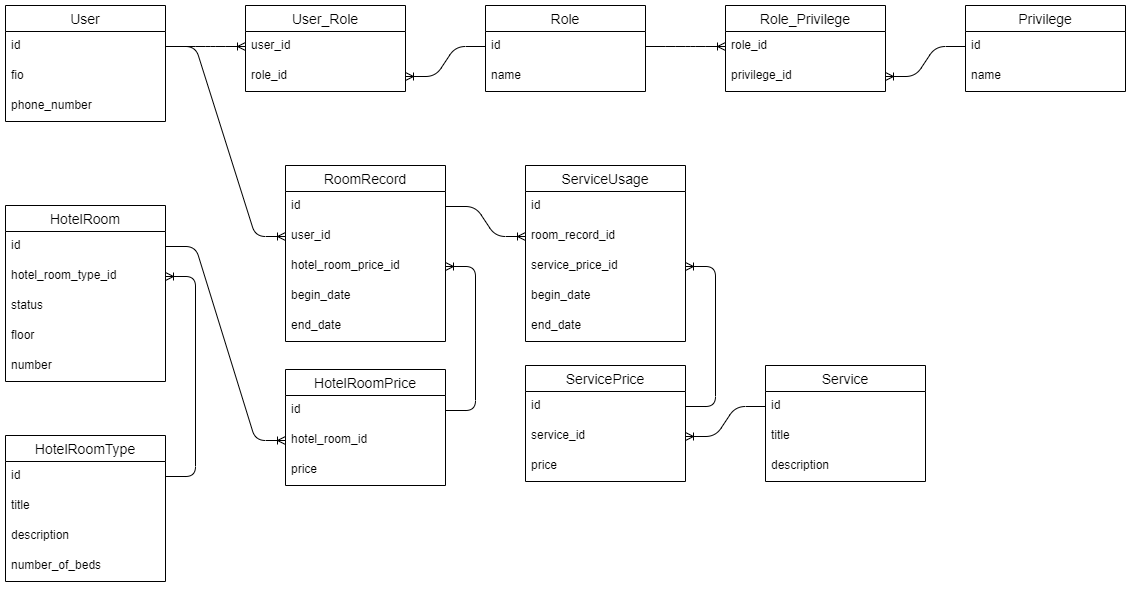 User
id
fio
phone_number
User_Role
user_id
role_id
Role
id
name
Role_Privilege
role_id
privilege_id
Privilege
id
name
HotelRoom
id
hotel_room_type_id
status
floor
number
RoomRecord
id
user_id
hotel_room_price_id
begin_date
end_date
ServiceUsage
id
room_record_id
service_price_id
begin_date
end_date
HotelRoomType
id
title
description
number_of_beds
HotelRoomPrice
id
hotel_room_id
price
ServicePrice
id
service_id
price
Service
id
title
description